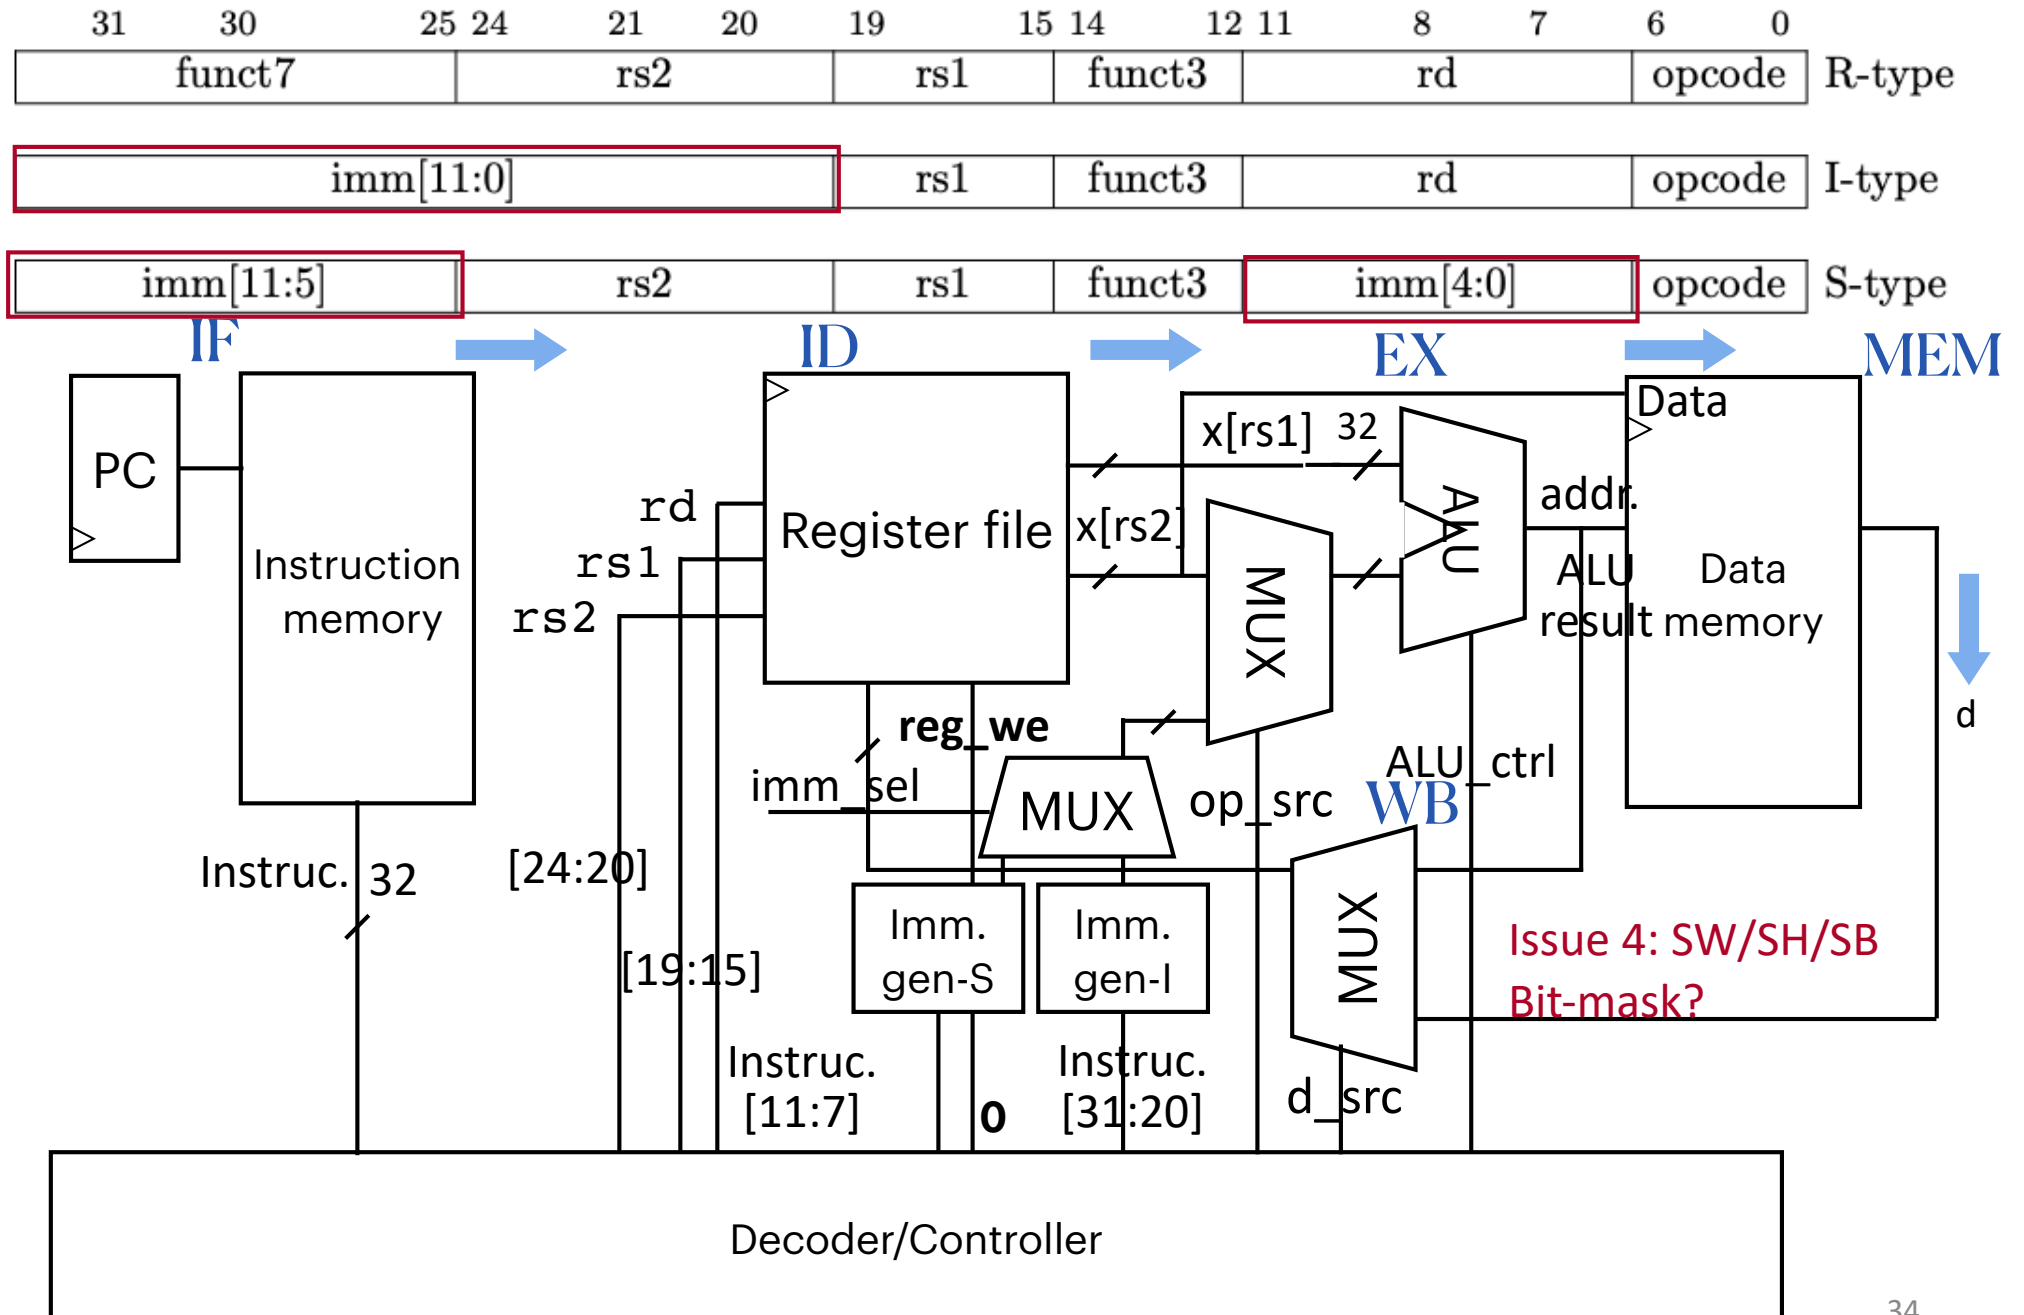 31 30 25 24 21 20 19 15 14 12 11 8 7 6 0
funct7 rs2 rs1 funct3 rd opcode R-type
imm[11:0] rs1 funct3 rd opcode I-type
imm[11:5] rs2 rs1 funct3 imm[4:0] opcode S-type
IF ID EX MEM
PC
Instruction
memory
Instruc. 32
rd
rs1
rs2
[24:20]
[19:15]
Register file
x[rs1] 32
x[rs2]
MUX
ALU
addr.
ALU
result
Data
Data
memory
d
reg_we
imm_sel
MUX
op_src
ALU_ctrl
WB
Imm.
gen-S
Imm.
gen-I
MUX
Issue 4: SW/SH/SB
Bit-mask?
Instruc.
[11:7]
0
Instruc.
[31:20]
d_src
Decoder/Controller
34